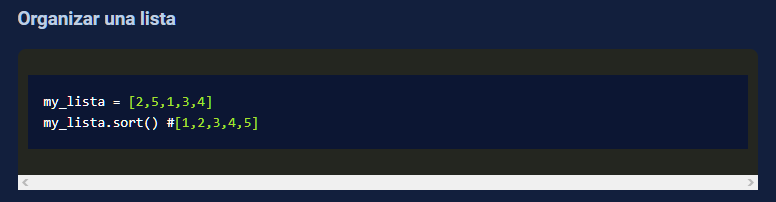 Organizar una lista
my_lista = [2,5,1,3,4]
my_lista.sort() #[1,2,3,4,5]